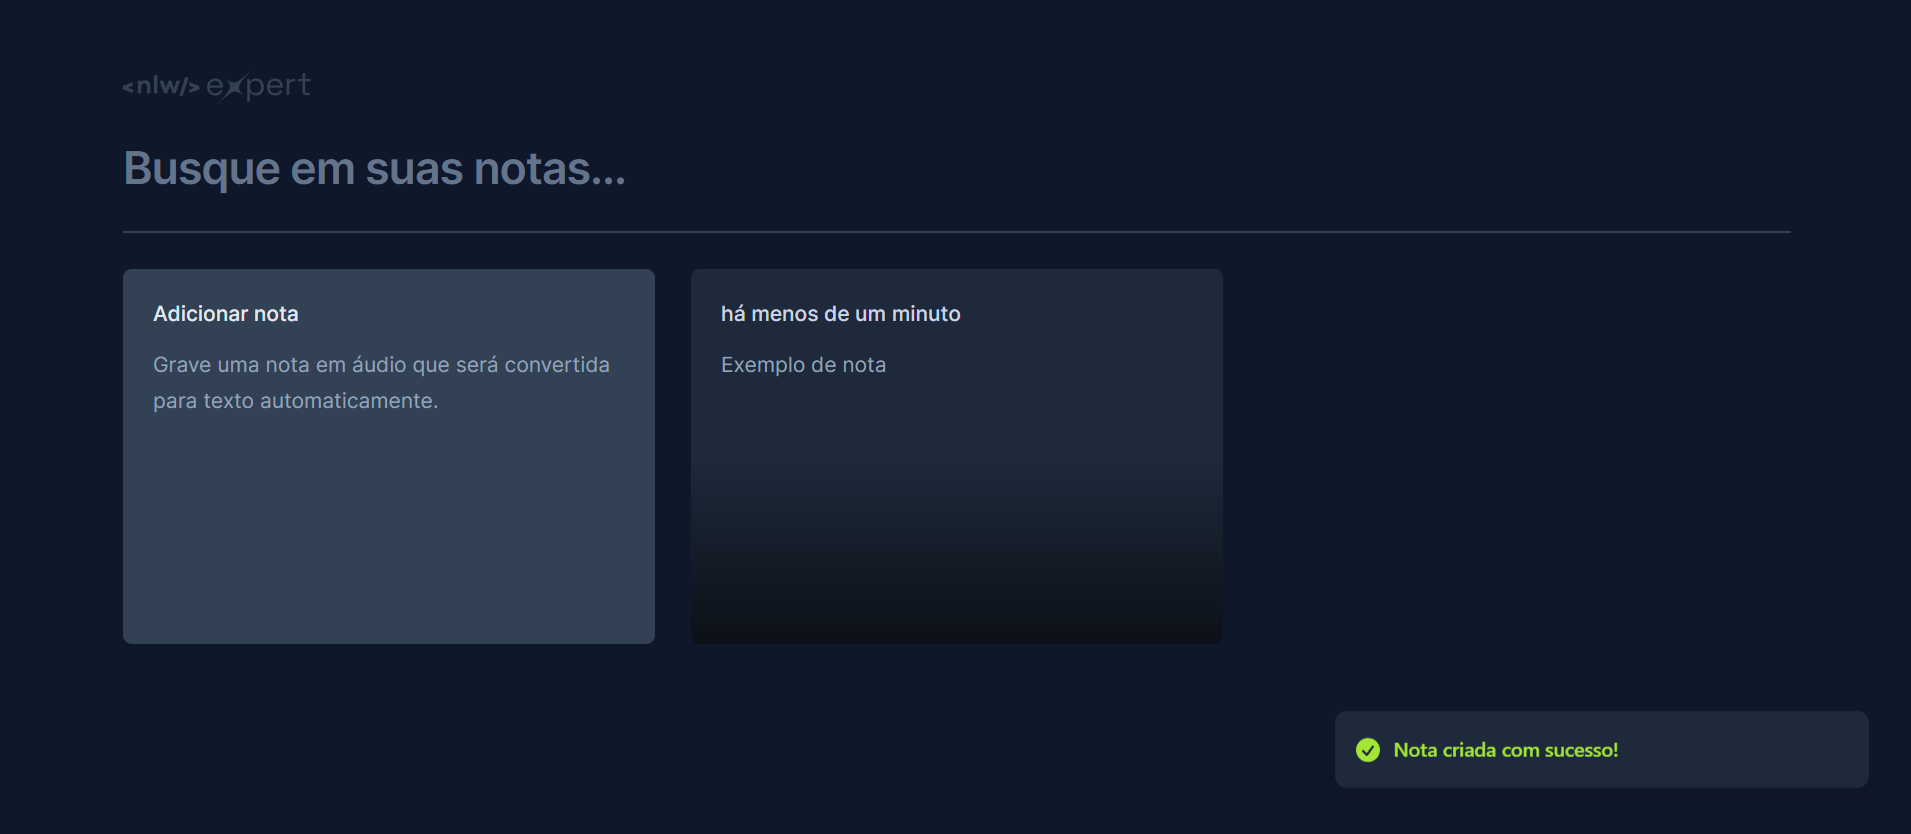 <nlw/> expert
Busque em suas notas...
Adicionar nota
Grave uma nota em áudio que será convertida
para texto automaticamente.
há menos de um minuto
Exemplo de nota
Nota criada com sucesso!